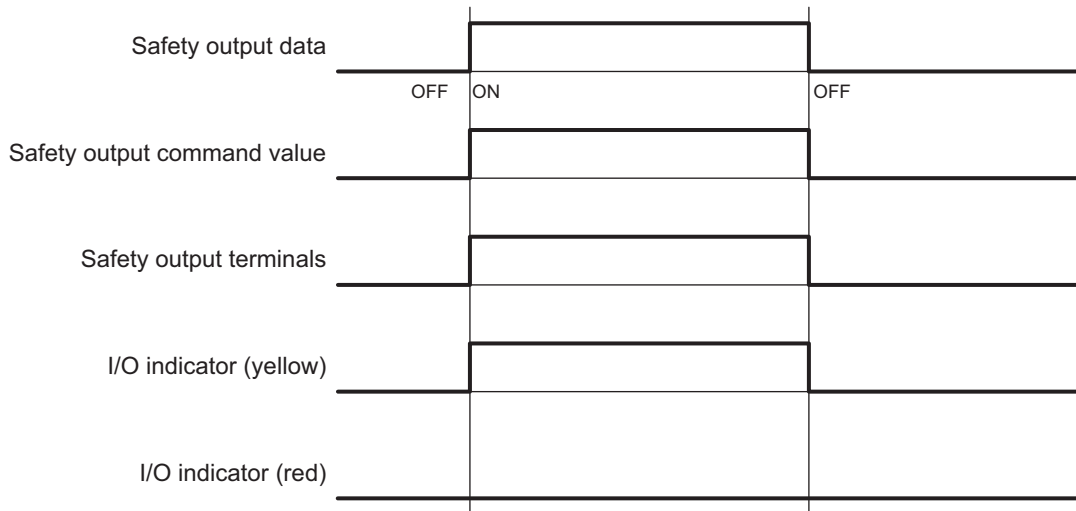 Safety output data
OFF ON OFF
Safety output command value
Safety output terminals
I/O indicator (yellow)
I/O indicator (red)